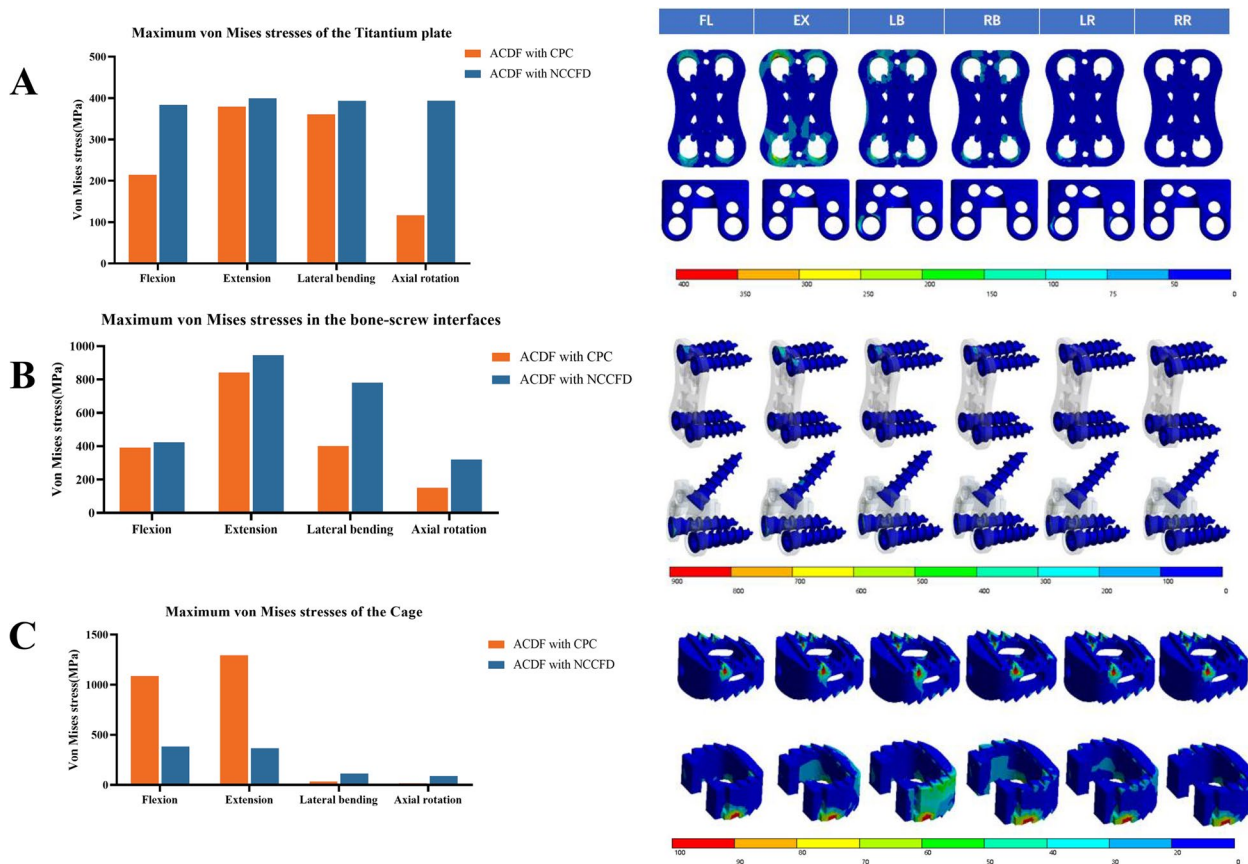 A
Maximum von Mises stresses of the Titantium plate
ACDF with CPC
ACDF with NCCFD
Von Mises stress(MPa)
500
400
300
200
100
0
Flexion Extension Lateral bending Axial rotation
FL EX LB RB LR RR
400 300 250 200 100 50
350 300 250 150 75 0
B
Maximum von Mises stresses in the bone-screw interfaces
ACDF with CPC
ACDF with NCCFD
Von Mises stress(MPa)
1000
800
600
400
200
0
Flexion Extension Lateral bending Axial rotation
900 700 500 300 100
800 600 400 200 0
C
Maximum von Mises stresses of the Cage
ACDF with CPC
ACDF with NCCFD
Von Mises stress(MPa)
1500
1000
500
0
Flexion Extension Lateral bending Axial rotation
100 80 60 40 20
90 70 50 30 0